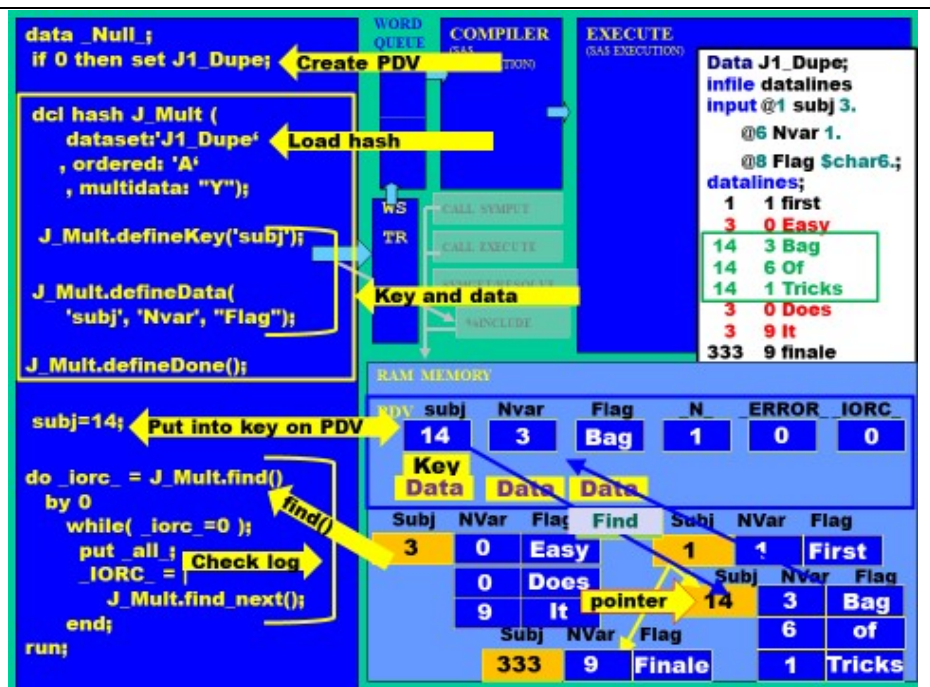 data _Null_;
if 0 then set J1_Dupe;
Create PDV
dcl hash J_Mult (
dataset:'J1_Dupe‘
Load hash
, ordered: 'A‘
, multidata: "Y");
J_Mult.defineKey('subj');
J_Mult.defineData(
'subj', 'Nvar', "Flag");
Key and data
J_Mult.defineDone();
subj=14;
Put into key on PDV
do _iorc_ = J_Mult.find()
by 0
while( _iorc_=0 );
put _all_;
_IORC_ =
J_Mult.find_next();
end;
run;
find()
Check log
WORD
QUEUE
COMPILER
(SAS
TION)
EXECUTE
(SAS EXECUTION)
WS
TR
CALL SYMPUT
CALL EXECUTE
%INCLUDE
Data J1_Dupe;
infile datalines
input @1 subj 3.
@6 Nvar 1.
@8 Flag $char6.;
datalines;
1 1 first
3 0 Easy
14 3 Bag
14 6 Of
14 1 Tricks
3 0 Does
3 9 It
333 9 finale
RAM MEMORY
PDV subj Nvar Flag _N_ _ERROR_ _IORC_
14 3 Bag 1 0 0
Key
Data Data Data
Subj NVar Flag Find Subj NVar Flag
3 0 Easy 1 1 First
0 Does
9 It
Subj NVar Flag
pointer 14 3 Bag
6 of
1 Tricks
Subj NVar Flag
333 9 Finale